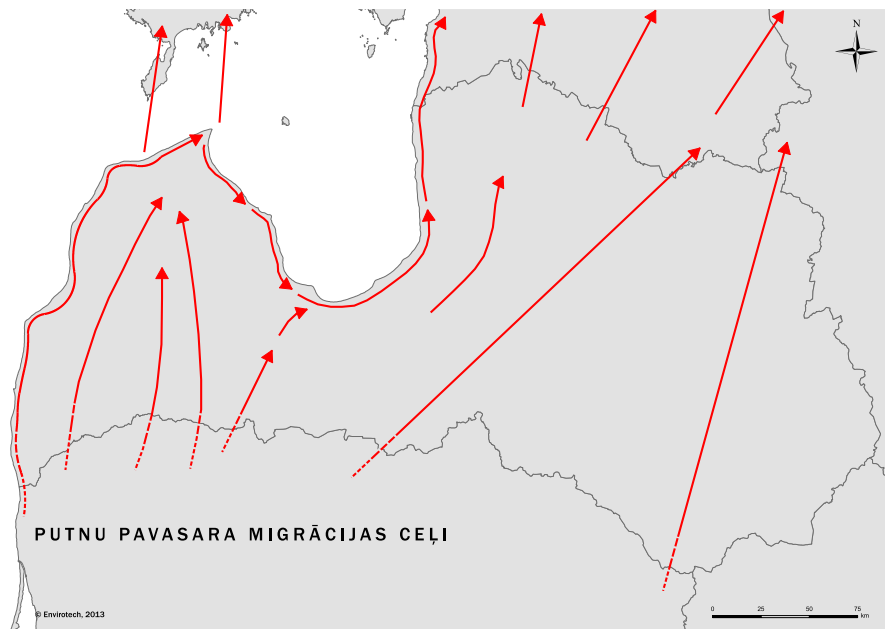 N
PUTNU PAVASARA MIGRĀCIJAS CEĻI
© Envirotech, 2013
0 25 50 75
km